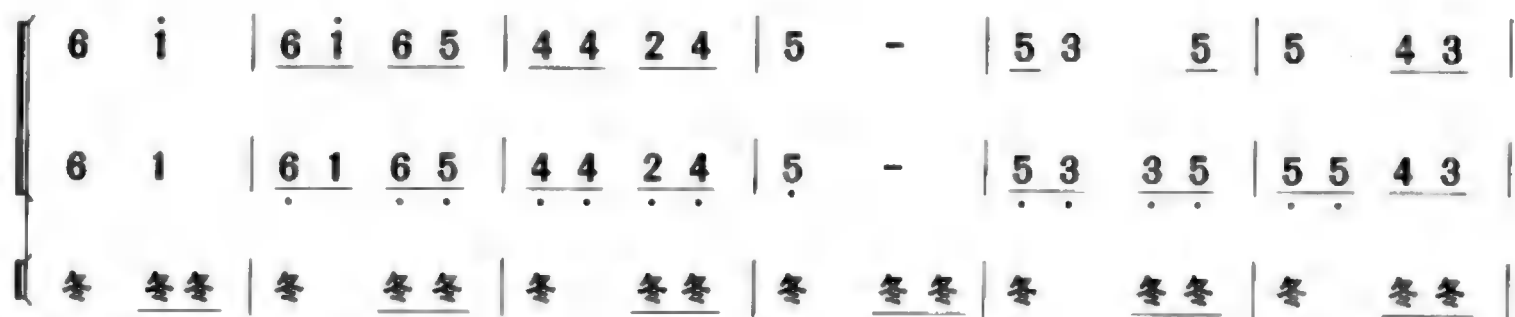 6 i̇ | 6 i̇ 6 5 | 4 4 2 4 | 5 - | 5 3 5 | 5 4 3 |
6 1 | 6̣ 1 6̣ 5̣ | 4̣ 4̣ 2̣ 4̣ | 5̣ - | 5̣ 3̣ 3̣ 5̣ | 5̣ 5̣ 4 3 |
冬 冬冬 | 冬 冬冬 | 冬 冬冬 | 冬 冬冬 | 冬 冬冬 | 冬 冬冬 |